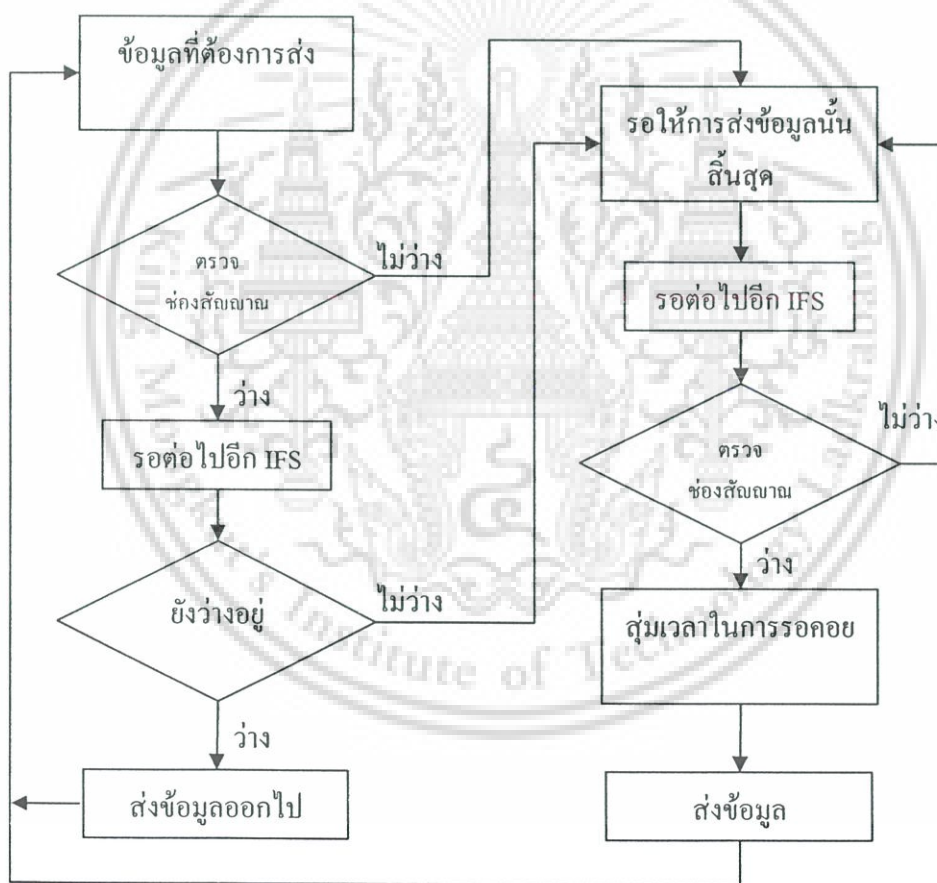 ข้อมูลที่ต้องการส่ง
ตรวจ
ช่องสัญญาณ
ไม่ว่าง
ว่าง
รอต่อไปอีก IFS
ยังว่างอยู่
ไม่ว่าง
ว่าง
ส่งข้อมูลออกไป
รอให้การส่งข้อมูลนั้น
สิ้นสุด
รอต่อไปอีก IFS
ตรวจ
ช่องสัญญาณ
ไม่ว่าง
ว่าง
สุ่มเวลาในการรอคอย
ส่งข้อมูล
Institute of Technology Ladkrabang